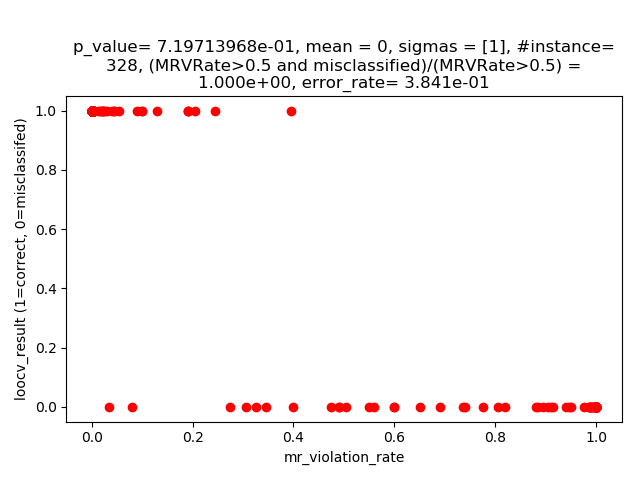 p_value= 7.19713968e-01, mean = 0, sigmas = [1], #instance=
328, (MRVRate>0.5 and misclassified)/(MRVRate>0.5) =
1.000e+00, error_rate= 3.841e-01
1.0
0.8
0.6
0.4
0.2
0.0
loocv_result (1=correct, 0=misclassifed)
0.0 0.2 0.4 0.6 0.8 1.0
mr_violation_rate